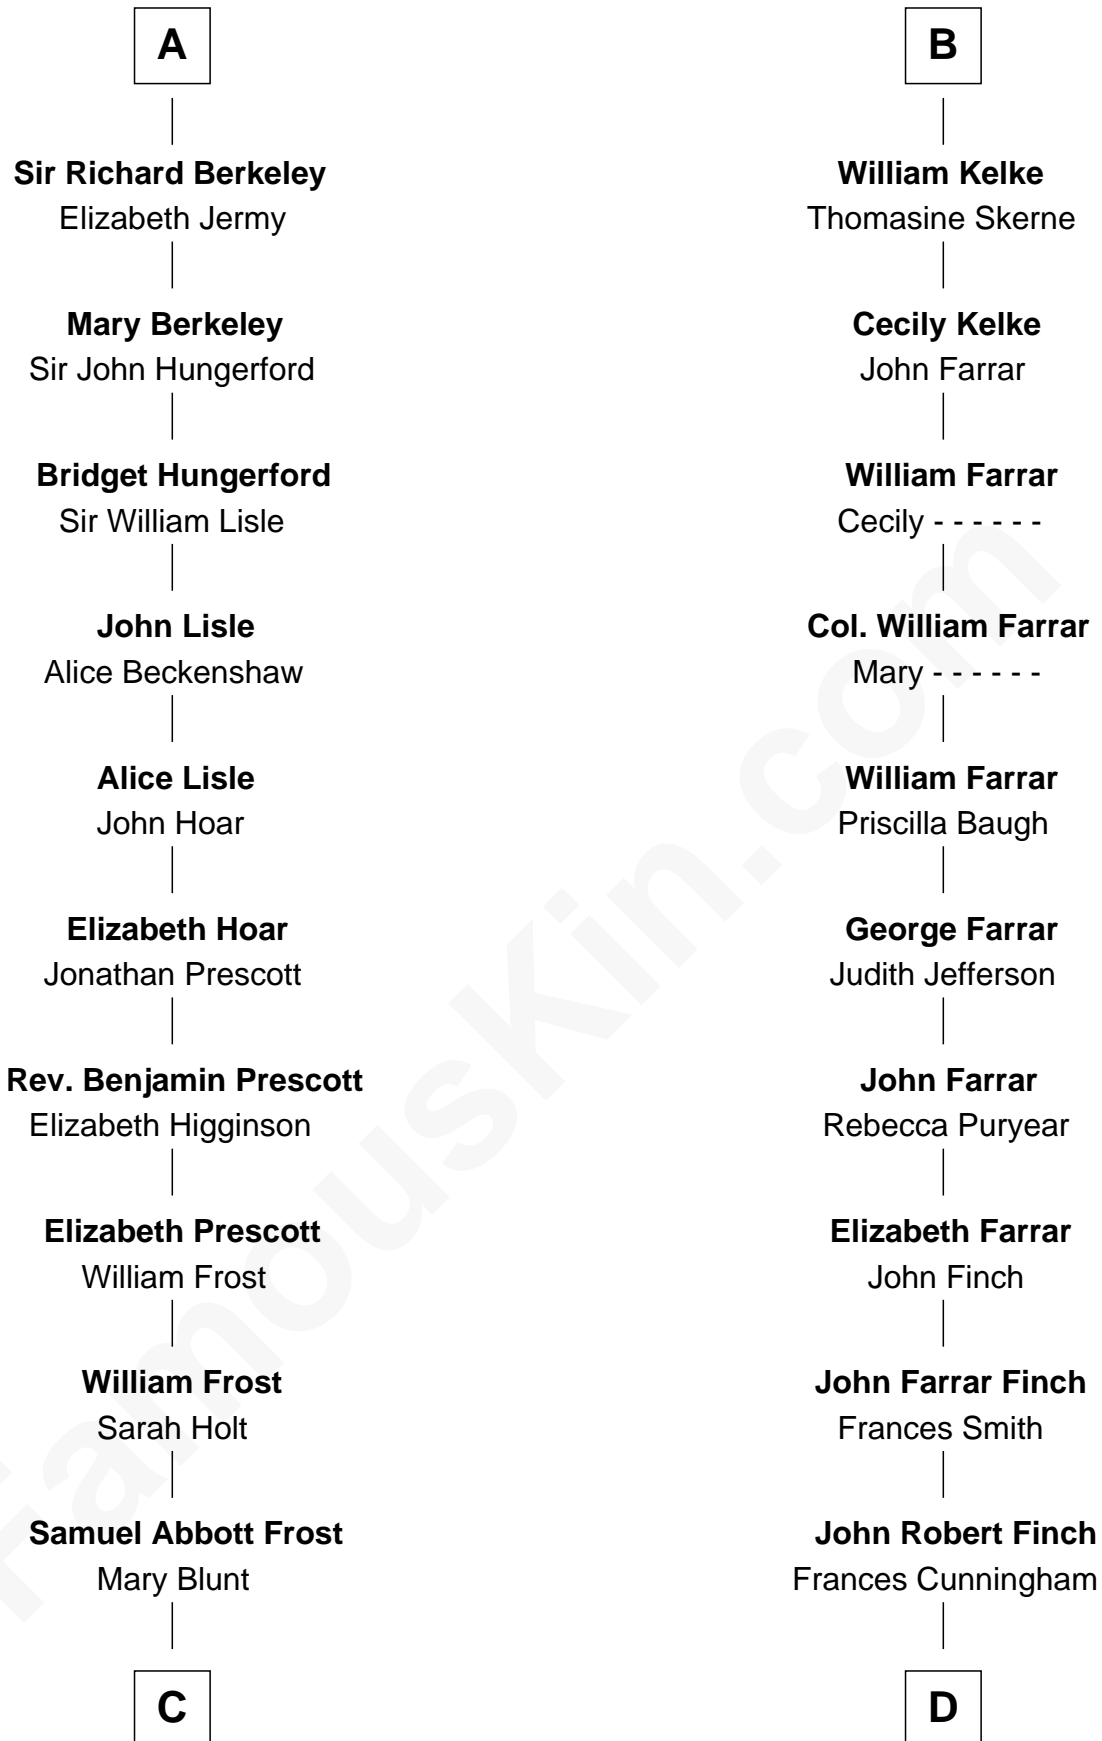 A
Sir Richard Berkeley
Elizabeth Jermy
Mary Berkeley
Sir John Hungerford
Bridget Hungerford
Sir William Lisle
John Lisle
Alice Beckenshaw
Alice Lisle
John Hoar
Elizabeth Hoar
Jonathan Prescott
Rev. Benjamin Prescott
Elizabeth Higginson
Elizabeth Prescott
William Frost
William Frost
Sarah Holt
Samuel Abbott Frost
Mary Blunt
C
B
William Kelke
Thomasine Skerne
Cecily Kelke
John Farrar
William Farrar
Cecily - - - - - -
Col. William Farrar
Mary - - - - - -
William Farrar
Priscilla Baugh
George Farrar
Judith Jefferson
John Farrar
Rebecca Puryear
Elizabeth Farrar
John Finch
John Farrar Finch
Frances Smith
John Robert Finch
Frances Cunningham
D
FamousKin.com